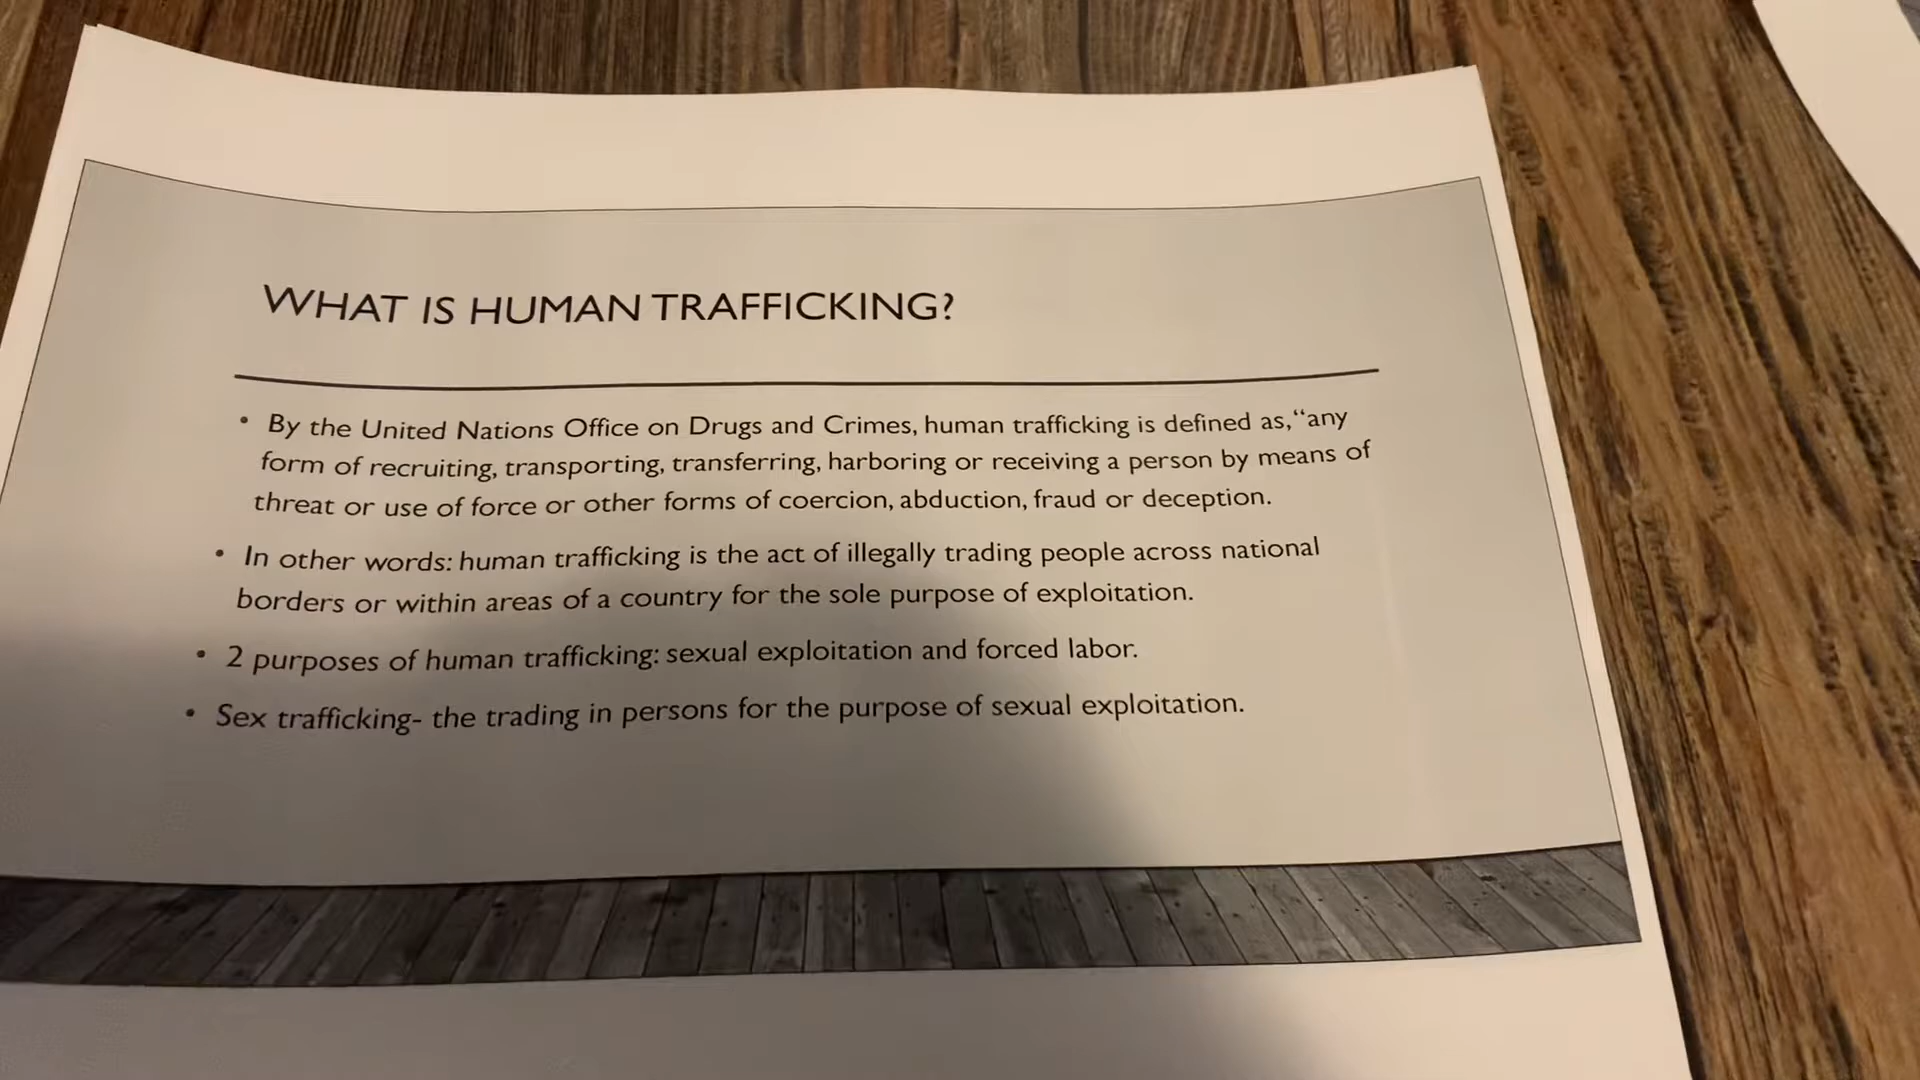 WHAT IS HUMAN TRAFFICKING?
• By the United Nations Office on Drugs and Crimes, human trafficking is defined as, “any
form of recruiting, transporting, transferring, harboring or receiving a person by means of
threat or use of force or other forms of coercion, abduction, fraud or deception.
• In other words: human trafficking is the act of illegally trading people across national
borders or within areas of a country for the sole purpose of exploitation.
• 2 purposes of human trafficking: sexual exploitation and forced labor.
• Sex trafficking- the trading in persons for the purpose of sexual exploitation.